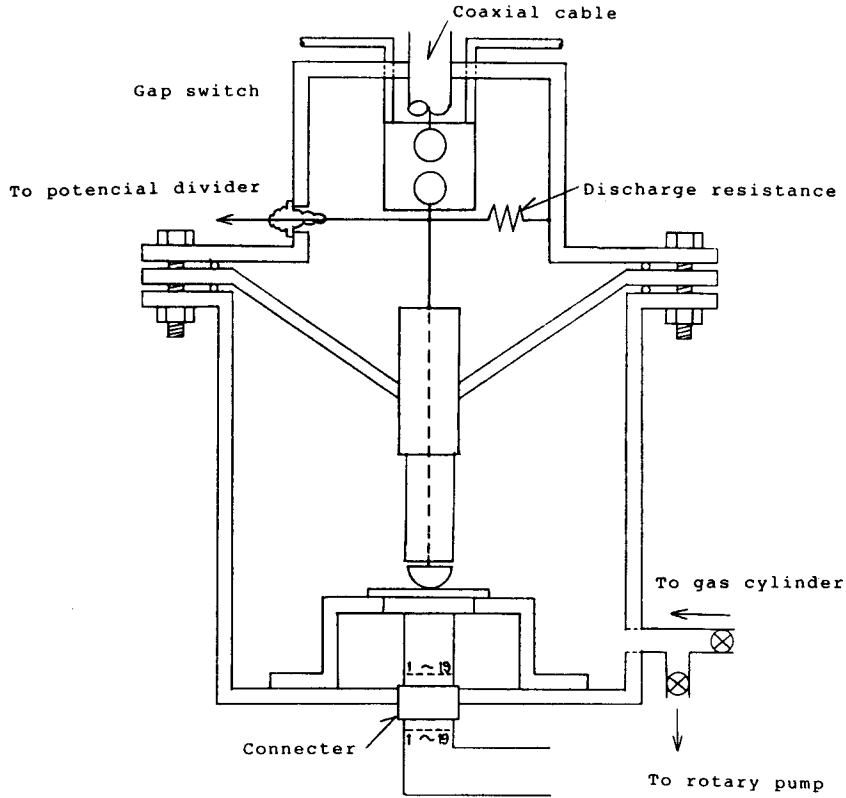 Coaxial cable
Gap switch
To potencial divider
Discharge resistance
To gas cylinder
1 ~ 19
1 ~ 19
Connecter
To rotary pump